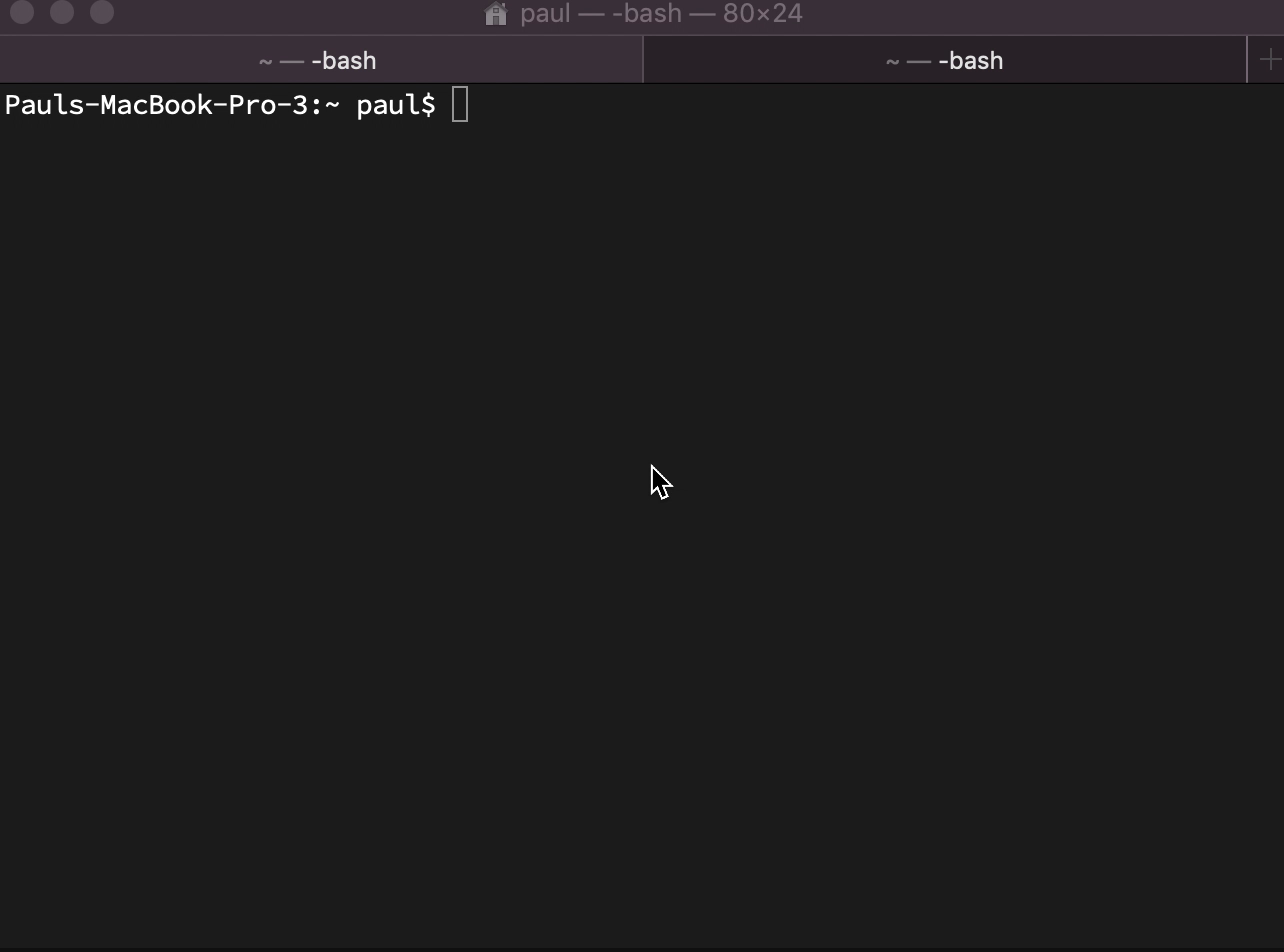 paul — -bash — 80×24
~ — -bash
~ — -bash
Pauls-MacBook-Pro-3:~ paul$